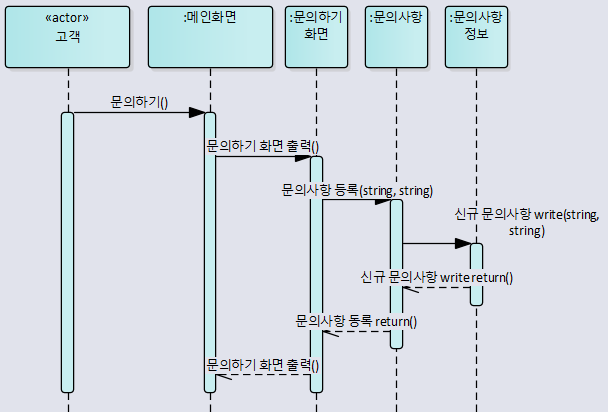 «actor»
고객
:메인화면
:문의하기
화면
:문의사항
:문의사항
정보
문의하기()
문의하기 화면 출력()
문의사항 등록(string, string)
신규 문의사항 write(string,
string)
신규 문의사항 write return()
문의사항 동록 return()
문의하기 화면 출력()